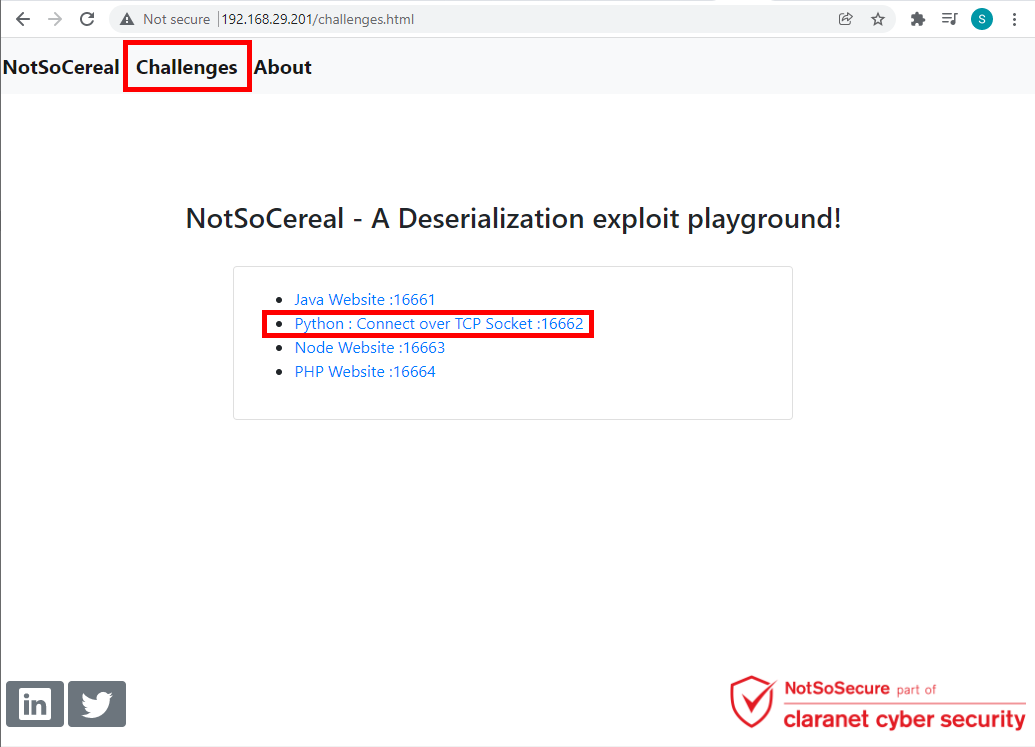 Not secure 192.168.29.201/challenges.html
S
NotSoCereal Challenges About
NotSoCereal - A Deserialization exploit playground!
Java Website :16661
Python : Connect over TCP Socket :16662
Node Website :16663
PHP Website :16664
in
NotSoSecure part of
claranet cyber security